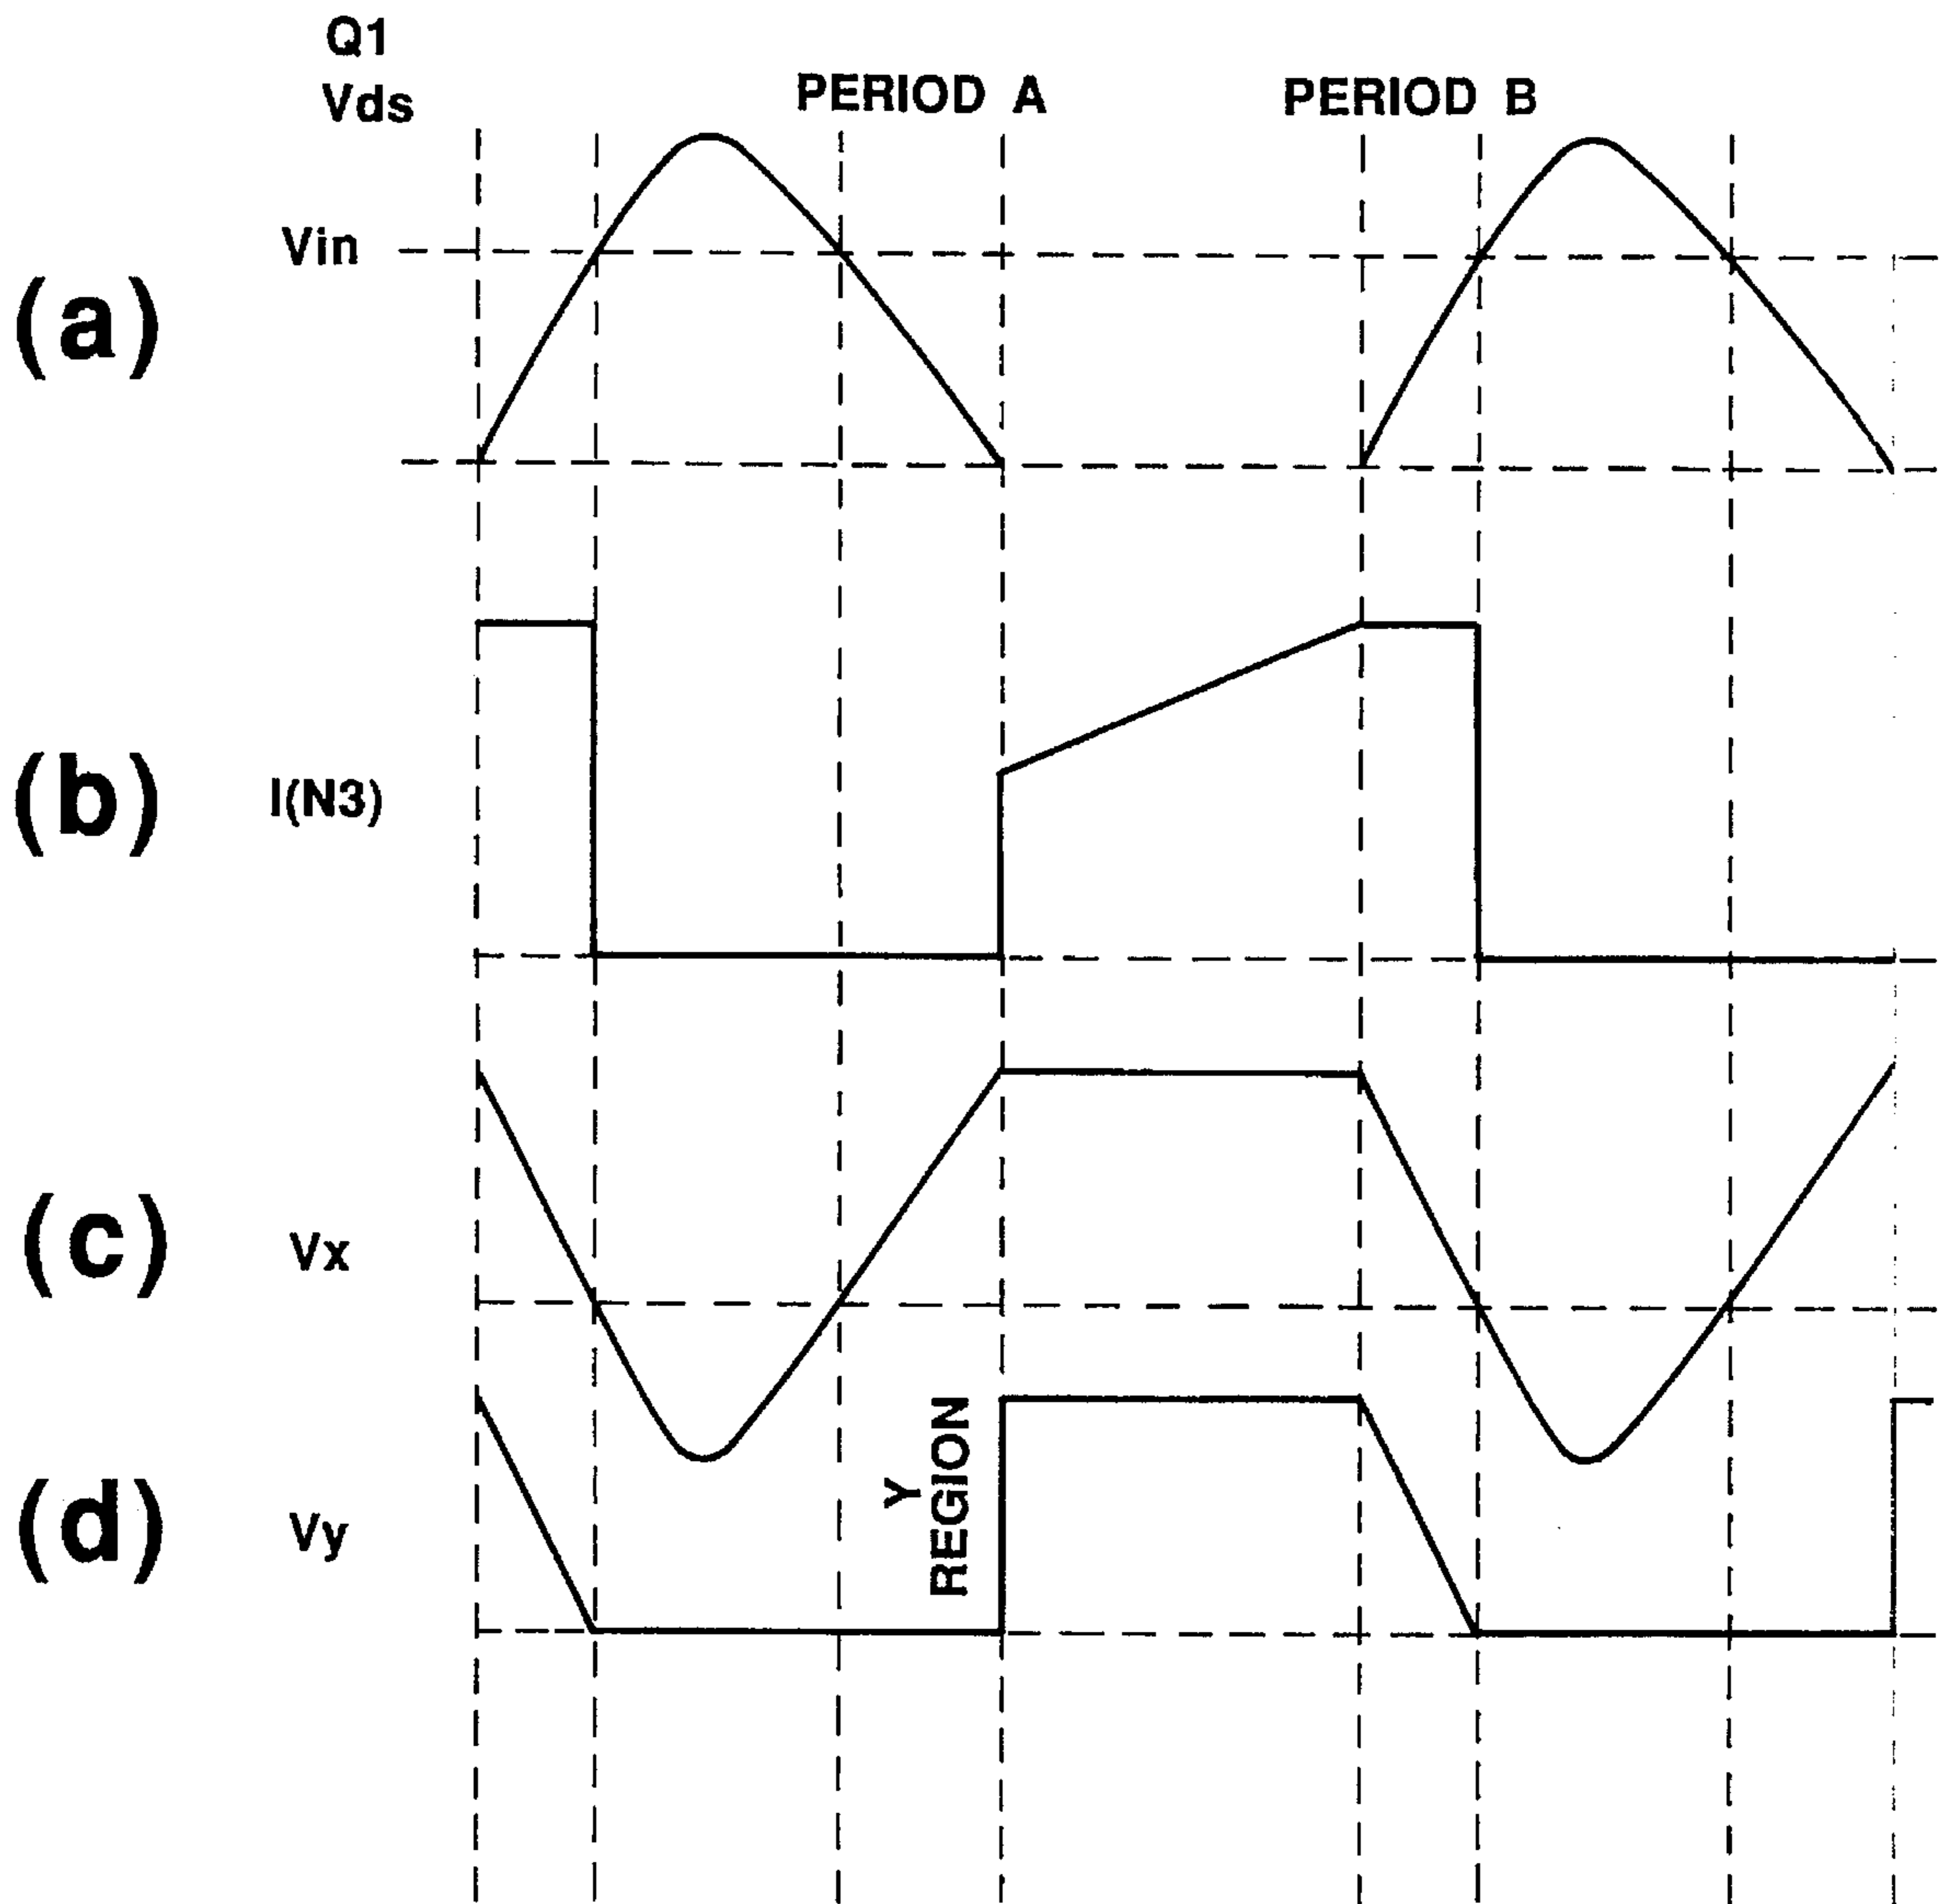 Q1
Vds
PERIOD A
PERIOD B
Vin
(a)
(b)
I(N3)
(c)
Vx
Y
REGION
(d)
Vy